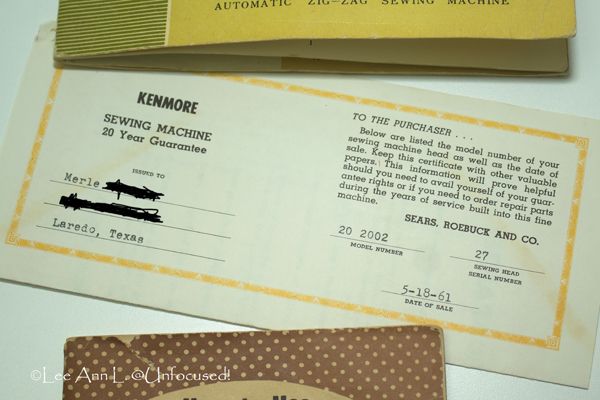 AUTOMATIC ZIG-ZAG SEWING MACHINE
KENMORE
SEWING MACHINE
20 Year Guarantee
ISSUED TO
Merle
Laredo, Texas
TO THE PURCHASER . . .
Below are listed the model number of your
sewing machine head as well as the date of
sale. Keep this certificate with other valuable
papers. This information will prove helpful
should you need to avail yourself of your guar-
antee rights or if you need to order repair parts
during the years of service built into this fine
machine.
SEARS, ROEBUCK AND CO.
20 2002
MODEL NUMBER
27
SEWING HEAD
SERIAL NUMBER
5-18-61
DATE OF SALE
©Lee Ann L. @Unfocused!